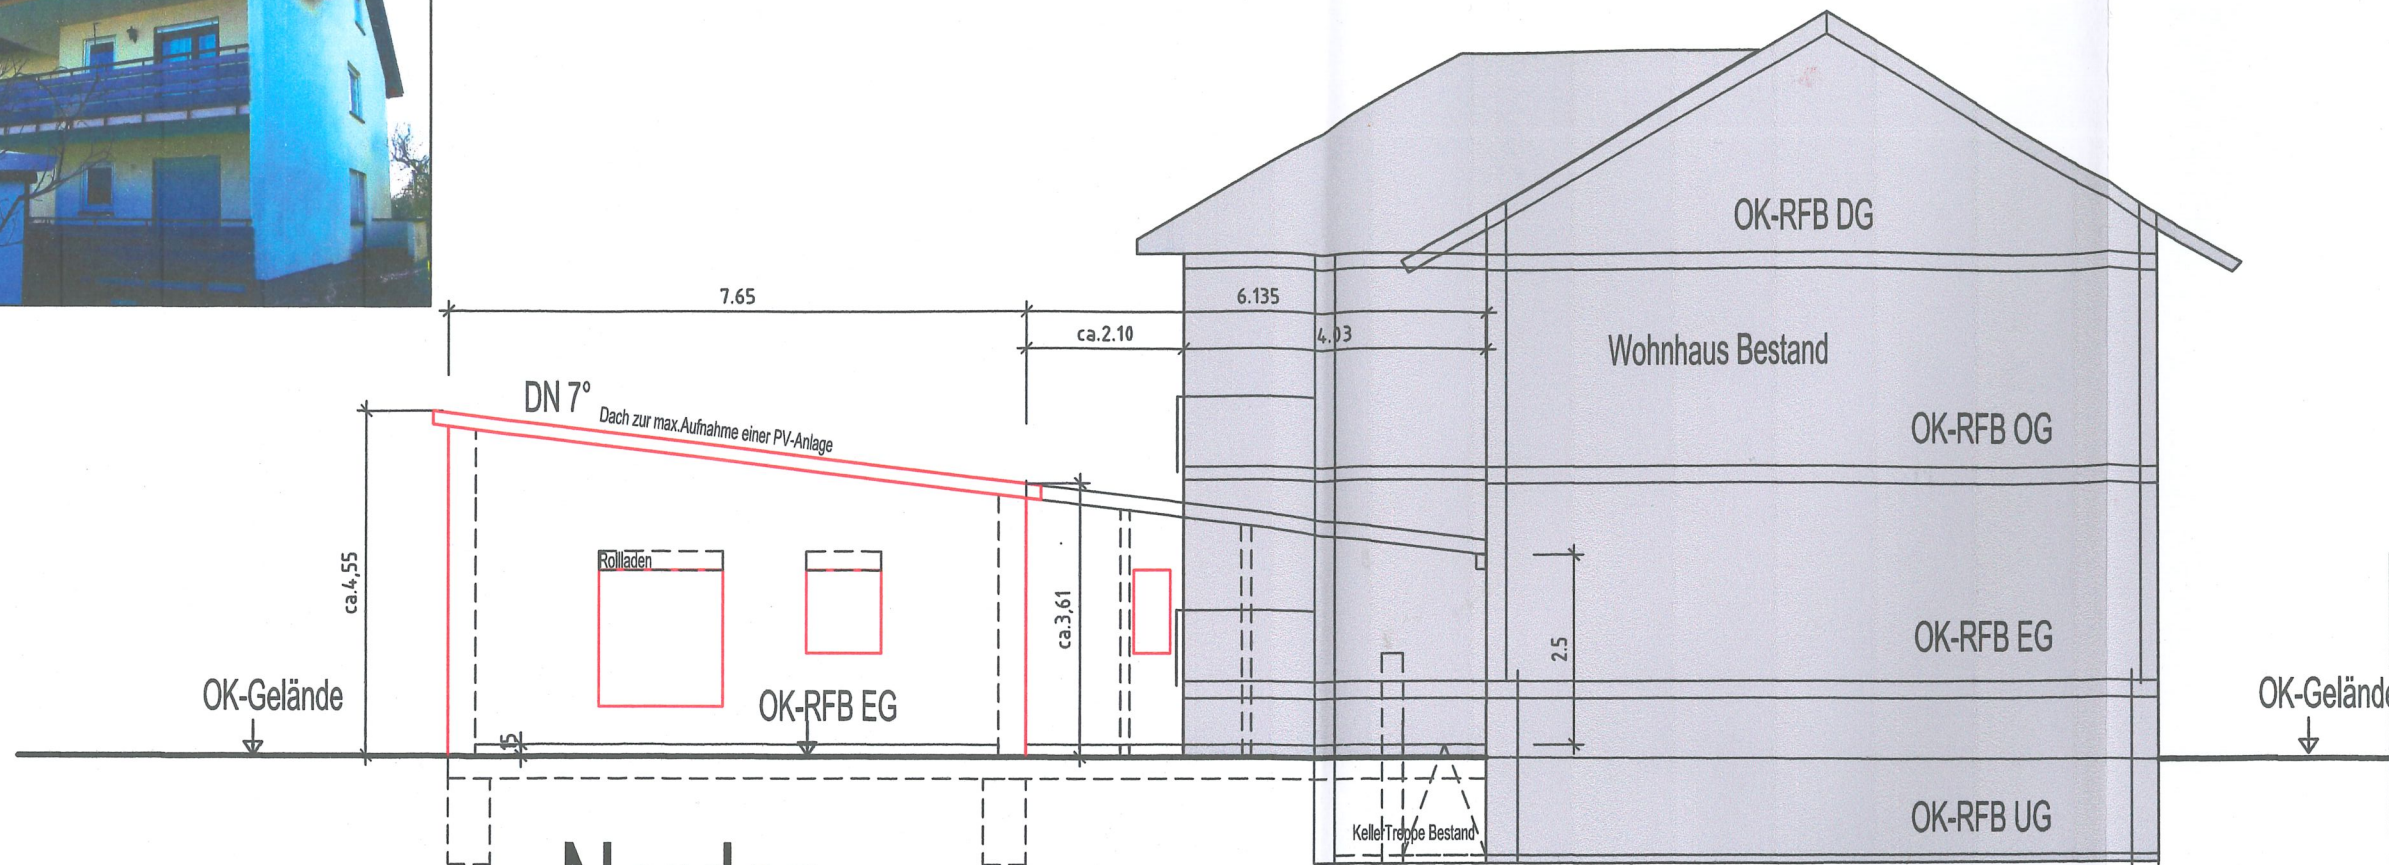 OK-RFB DG
7.65
6.135
ca.2.10
4.03
Wohnhaus Bestand
DN 7°
Dach zur max.Aufnahme einer PV-Anlage
OK-RFB OG
Rollladen
ca.4,55
ca.3,61
2.5
OK-RFB EG
OK-Gelände
OK-RFB EG
OK-Gelände
15
OK-RFB UG
KellerTreppe Bestand